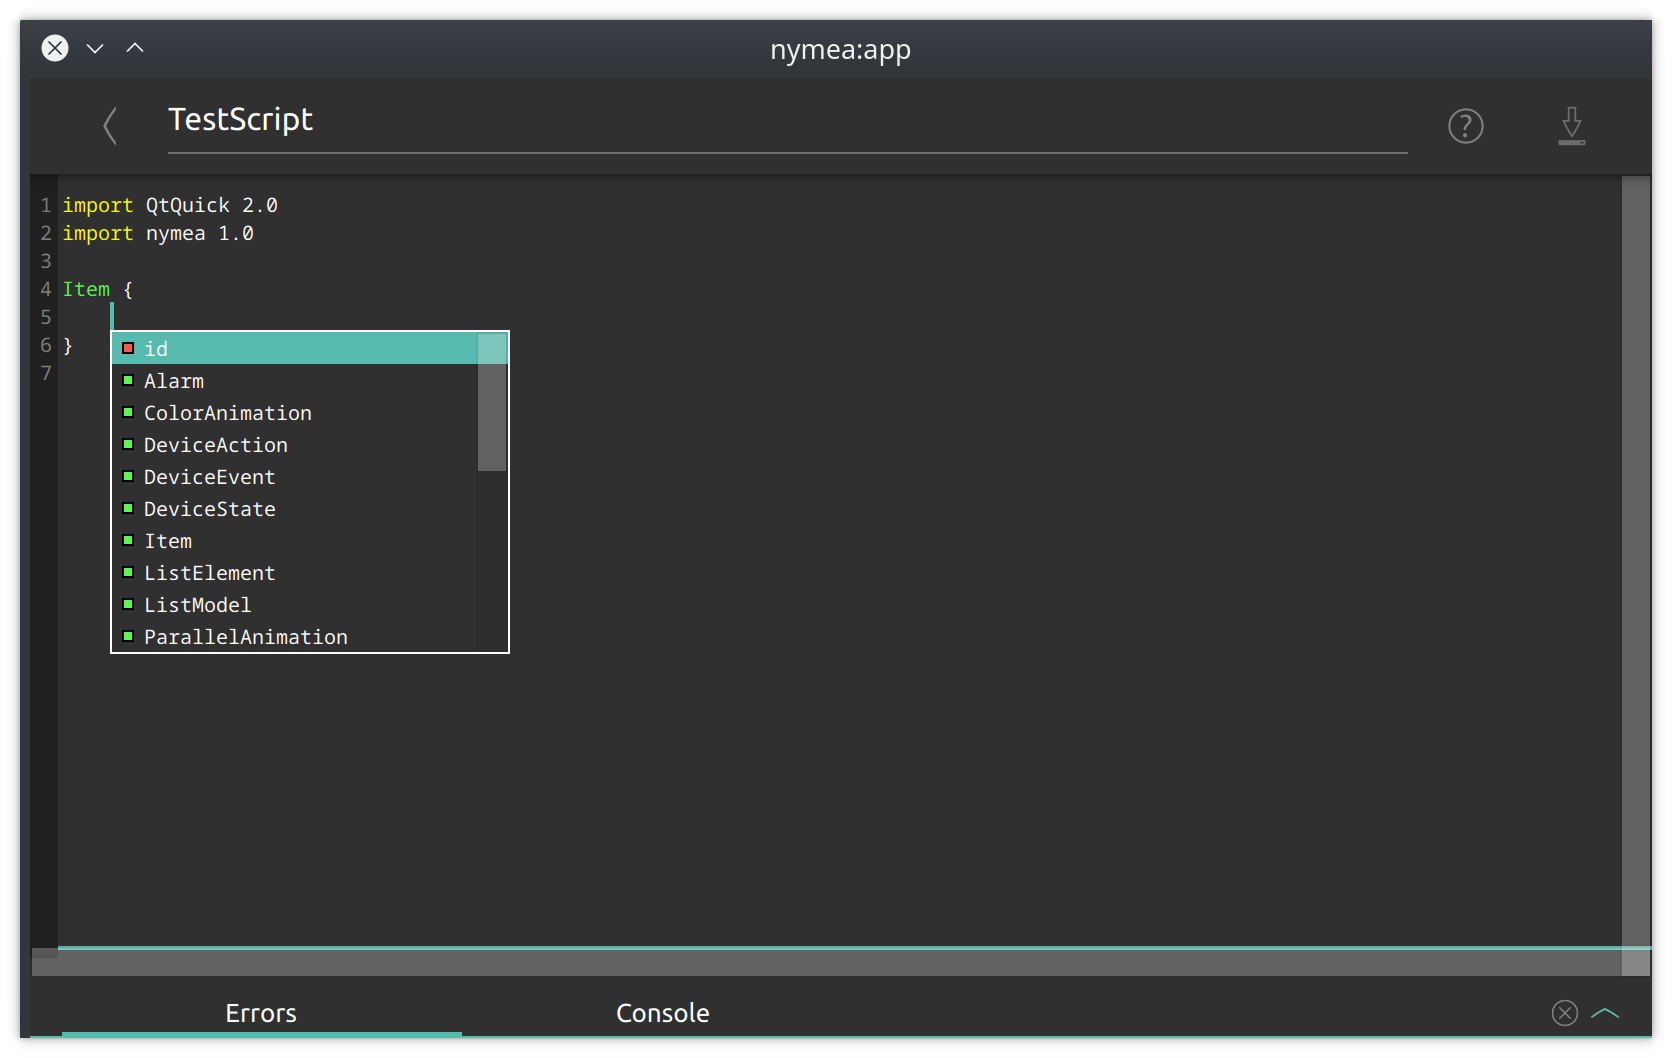 nymea:app
TestScript
?
1 import QtQuick 2.0
2 import nymea 1.0
3
4 Item {
5
6 }
7
id
Alarm
ColorAnimation
DeviceAction
DeviceEvent
DeviceState
Item
ListElement
ListModel
ParallelAnimation
Errors Console